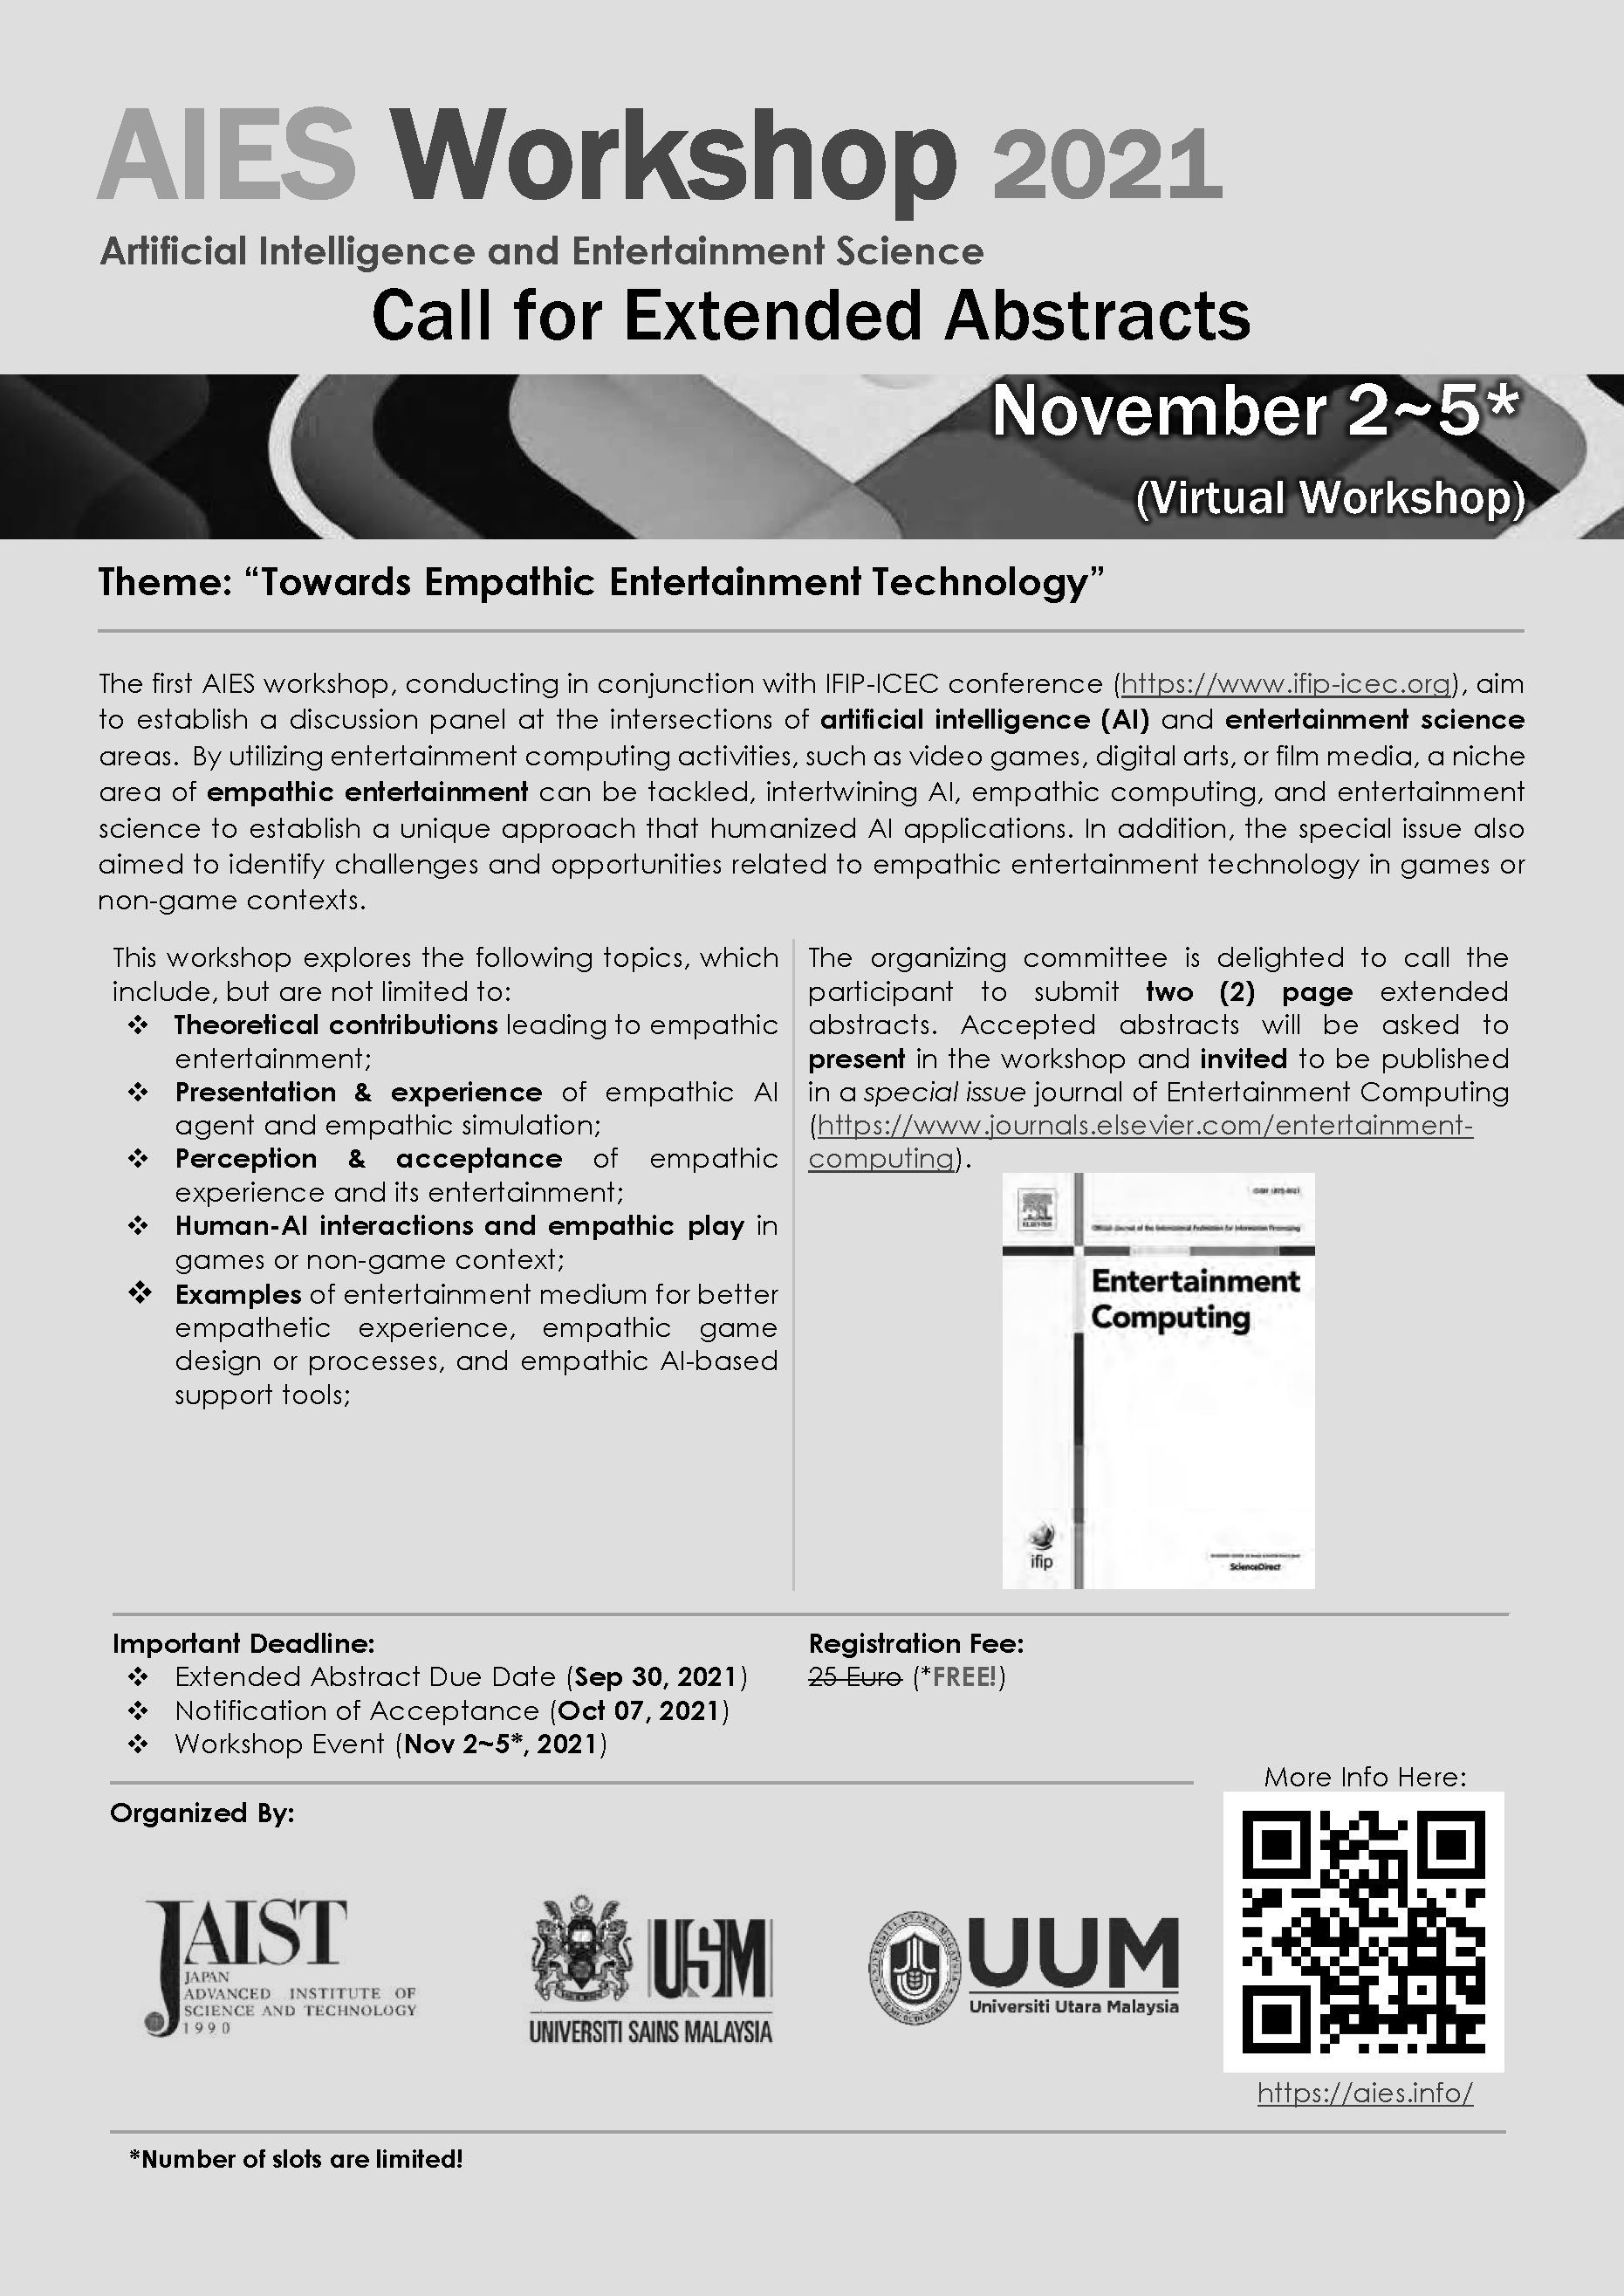 AIES Workshop 2021
Artificial Intelligence and Entertainment Science
Call for Extended Abstracts
November 2~5*
(Virtual Workshop)
Theme: “Towards Empathic Entertainment Technology”
The first AIES workshop, conducting in conjunction with IFIP-ICEC conference (https://www.ifip-icec.org), aim
to establish a discussion panel at the intersections of artificial intelligence (AI) and entertainment science
areas. By utilizing entertainment computing activities, such as video games, digital arts, or film media, a niche
area of empathic entertainment can be tackled, intertwining AI, empathic computing, and entertainment
science to establish a unique approach that humanized AI applications. In addition, the special issue also
aimed to identify challenges and opportunities related to empathic entertainment technology in games or
non-game contexts.
This workshop explores the following topics, which
include, but are not limited to:
❖ Theoretical contributions leading to empathic
entertainment;
❖ Presentation & experience of empathic AI
agent and empathic simulation;
❖ Perception & acceptance of empathic
experience and its entertainment;
❖ Human-AI interactions and empathic play in
games or non-game context;
❖ Examples of entertainment medium for better
empathetic experience, empathic game
design or processes, and empathic AI-based
support tools;
The organizing committee is delighted to call the
participant to submit two (2) page extended
abstracts. Accepted abstracts will be asked to
present in the workshop and invited to be published
in a special issue journal of Entertainment Computing
(https://www.journals.elsevier.com/entertainment-
computing).
ELSEVIER
Official Journal of the International Federation for Information Processing
Entertainment
Computing
ifip
ScienceDirect
Important Deadline:
❖ Extended Abstract Due Date (Sep 30, 2021)
❖ Notification of Acceptance (Oct 07, 2021)
❖ Workshop Event (Nov 2~5*, 2021)
Registration Fee:
25 Euro (*FREE!)
More Info Here:
Organized By:
JAIST
JAPAN
ADVANCED INSTITUTE OF
SCIENCE AND TECHNOLOGY
1990
USM
UNIVERSITI SAINS MALAYSIA
UUM
Universiti Utara Malaysia
https://aies.info/
*Number of slots are limited!